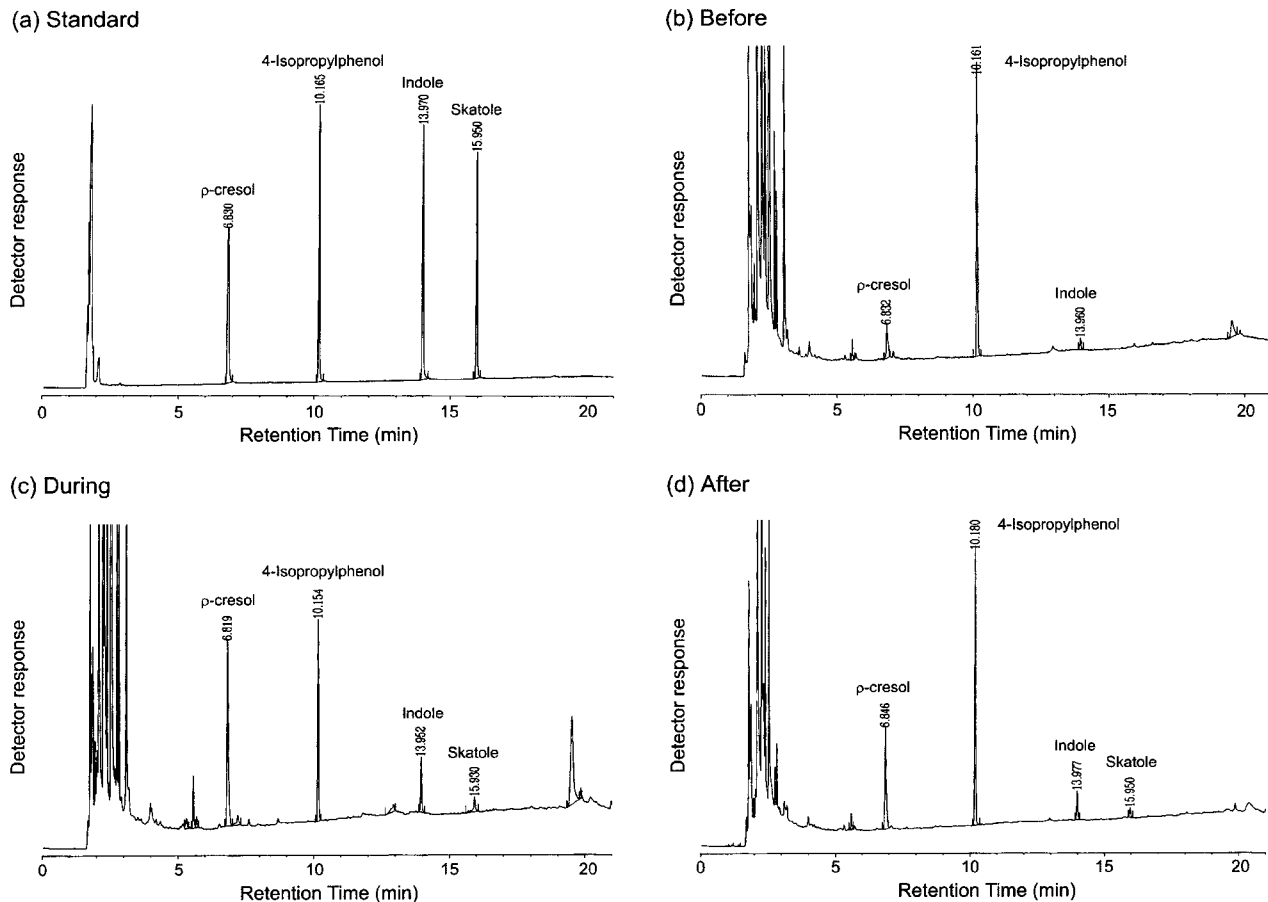 (a) Standard
4-Isopropylphenol
10.165
Indole
13.970
Skatole
15.950
ρ-cresol
6.830
Detector response
0 5 10 15 20
Retention Time (min)
(b) Before
10.161
4-Isopropylphenol
ρ-cresol
6.832
Indole
13.960
Detector response
0 5 10 15 20
Retention Time (min)
(c) During
4-Isopropylphenol
10.154
ρ-cresol
6.819
Indole
13.952
Skatole
15.930
Detector response
0 5 10 15 20
Retention Time (min)
(d) After
10.180
4-Isopropylphenol
ρ-cresol
6.846
Indole
13.977
Skatole
15.950
Detector response
0 5 10 15 20
Retention Time (min)